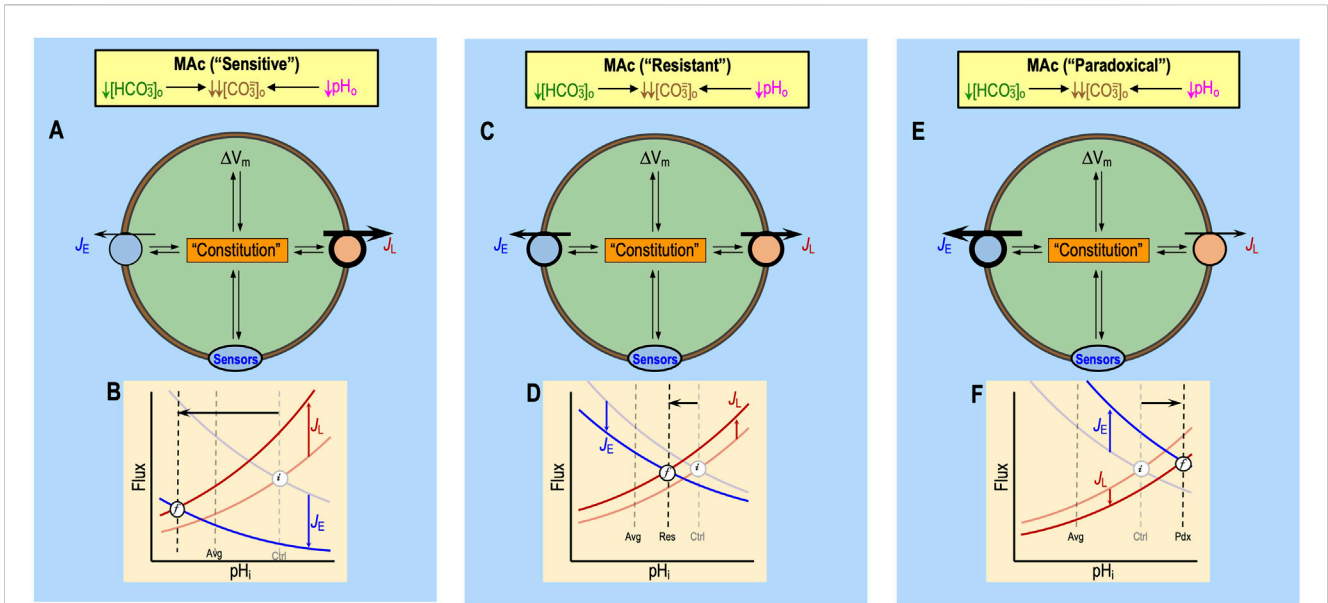 MAc (“Sensitive”)
↓[HCO₃⁻]ₒ → ↓↓[CO₃⁼]ₒ ← ↓pHₒ
A
ΔVₘ
J_E
“Constitution”
J_L
Sensors
B
Flux
J_L
i
f
J_E
Avg
Ctrl
pHᵢ
MAc (“Resistant”)
↓[HCO₃⁻]ₒ → ↓↓[CO₃⁼]ₒ ← ↓pHₒ
C
ΔVₘ
J_E
“Constitution”
J_L
Sensors
D
Flux
J_L
J_E
f
i
Avg
Res
Ctrl
pHᵢ
MAc (“Paradoxical”)
↓[HCO₃⁻]ₒ → ↓↓[CO₃⁼]ₒ ← ↓pHₒ
E
ΔVₘ
J_E
“Constitution”
J_L
Sensors
F
Flux
J_E
i
f
J_L
Avg
Ctrl
Pdx
pHᵢ